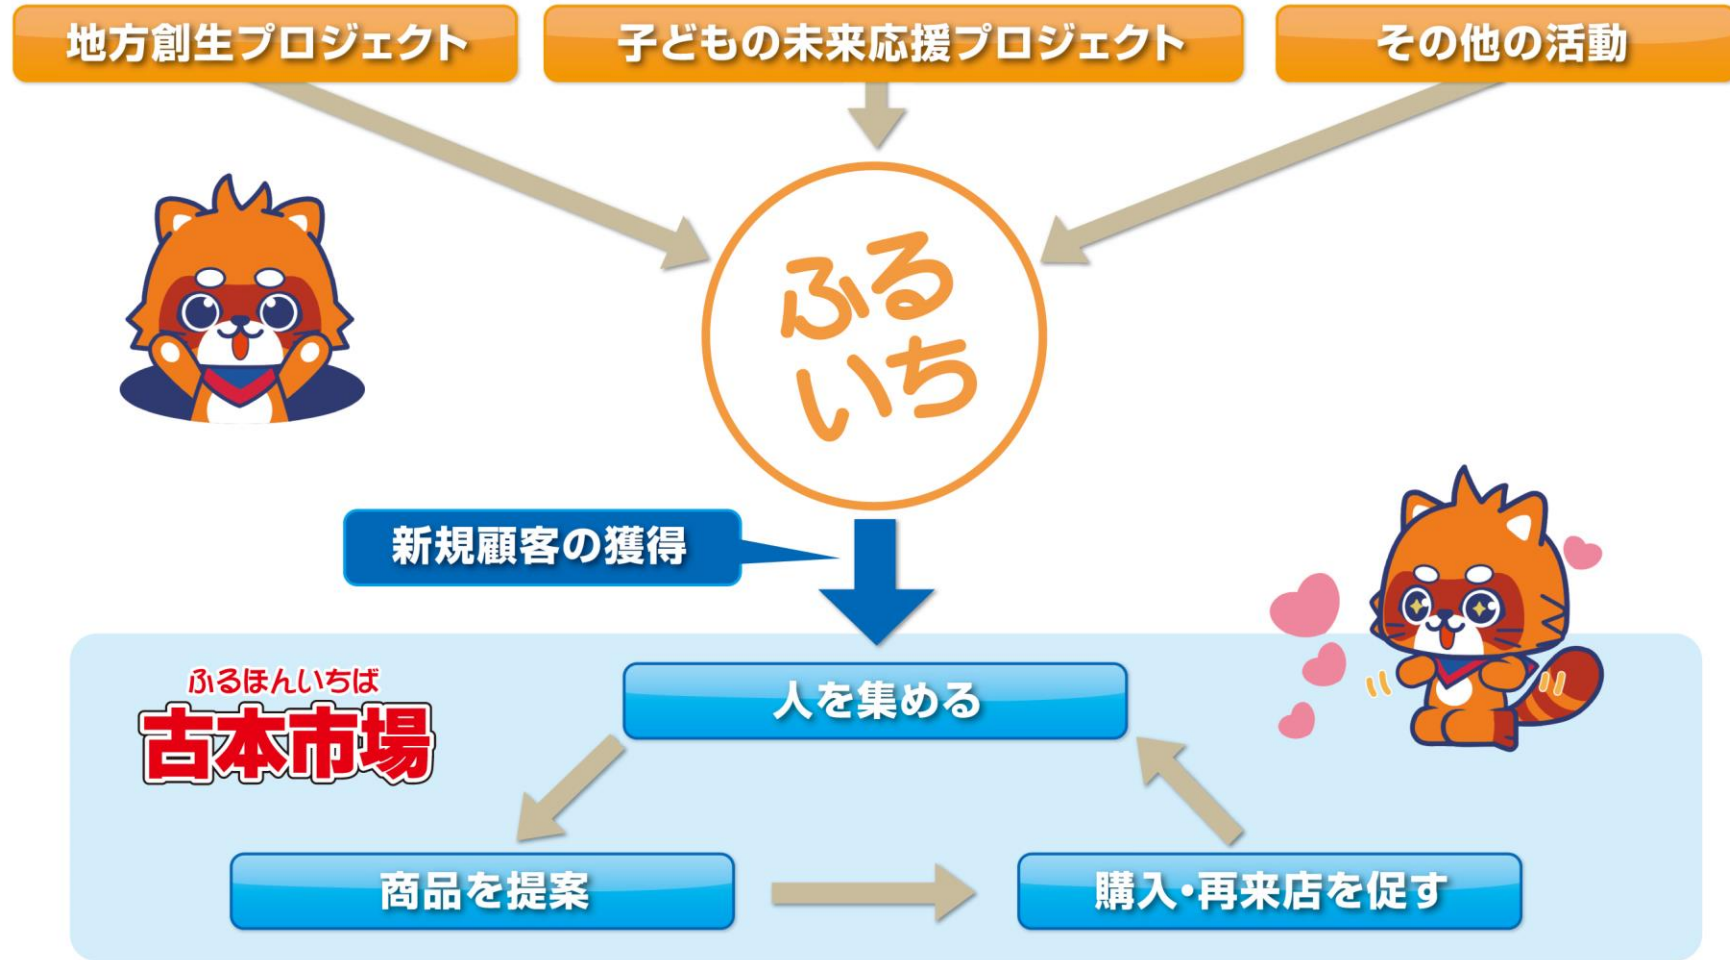 地方創生プロジェクト
子どもの未来応援プロジェクト
その他の活動
ふる
いち
新規顧客の獲得
人を集める
ふるほんいちば
古本市場
商品を提案
購入・再来店を促す